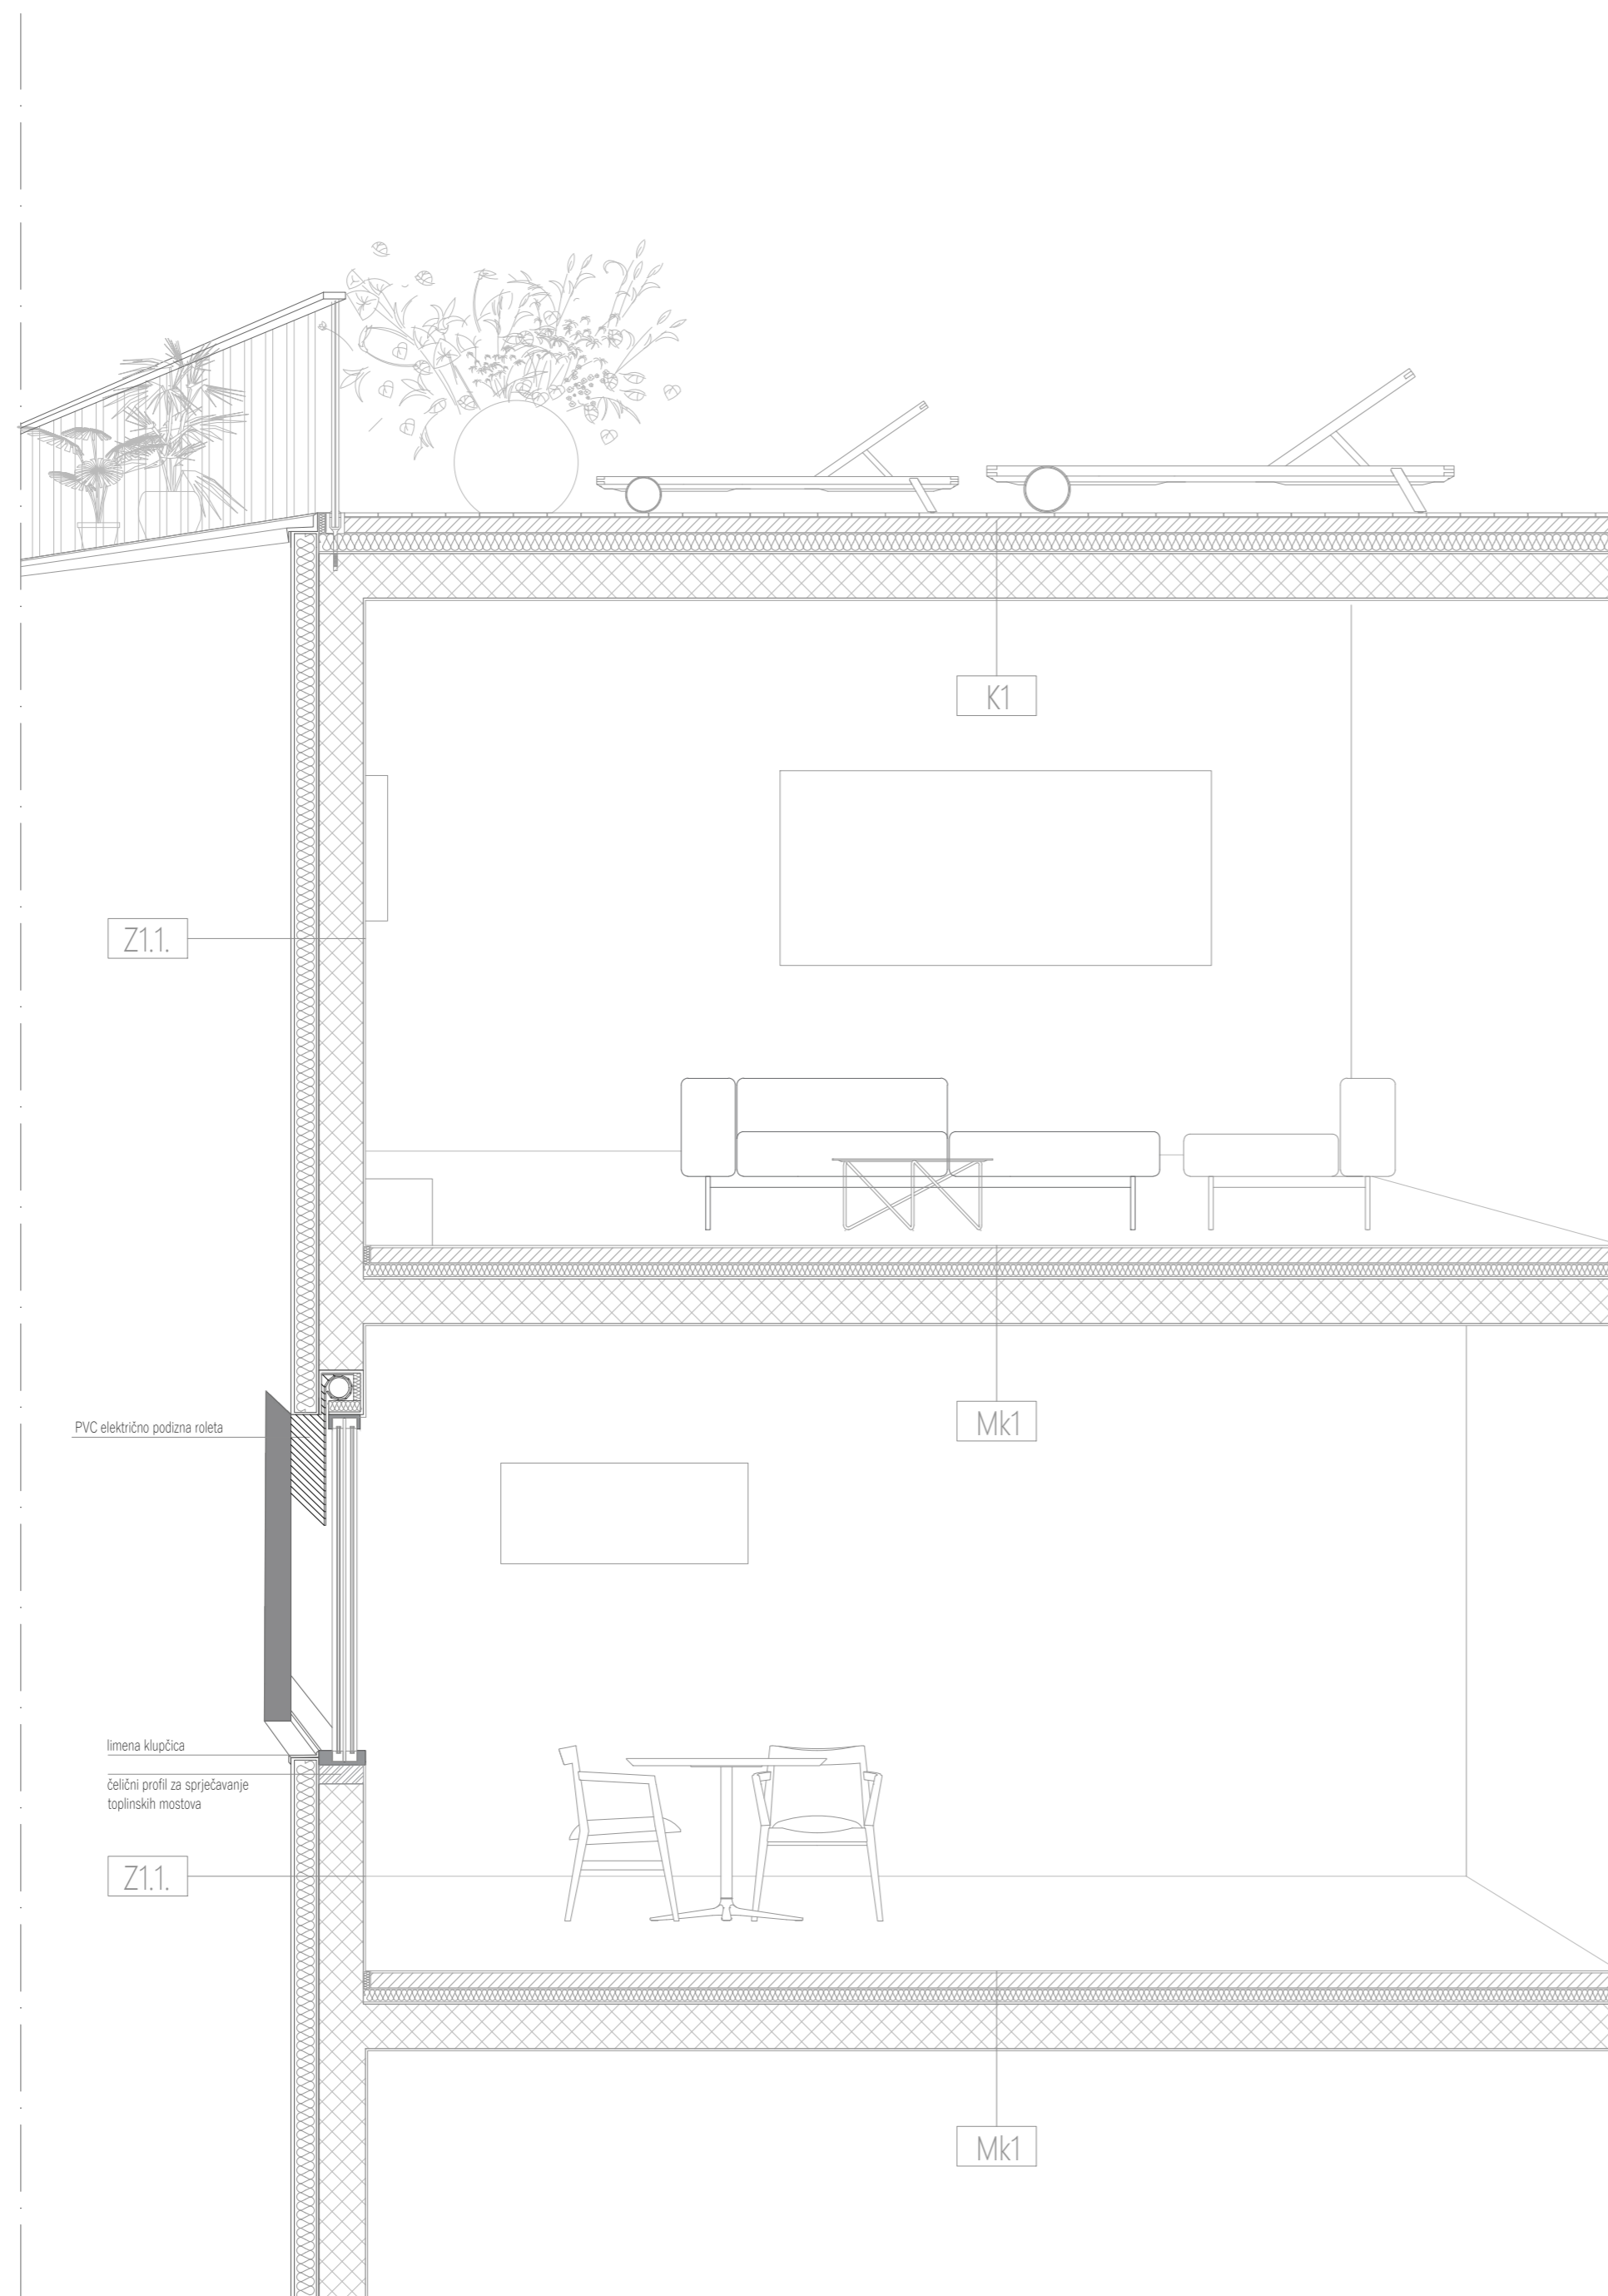 K1
Z1.1.
PVC električno podizna roleta
Mk1
limena klupčica
čelični profil za sprječavanje
toplinskih mostova
Z1.1.
Mk1